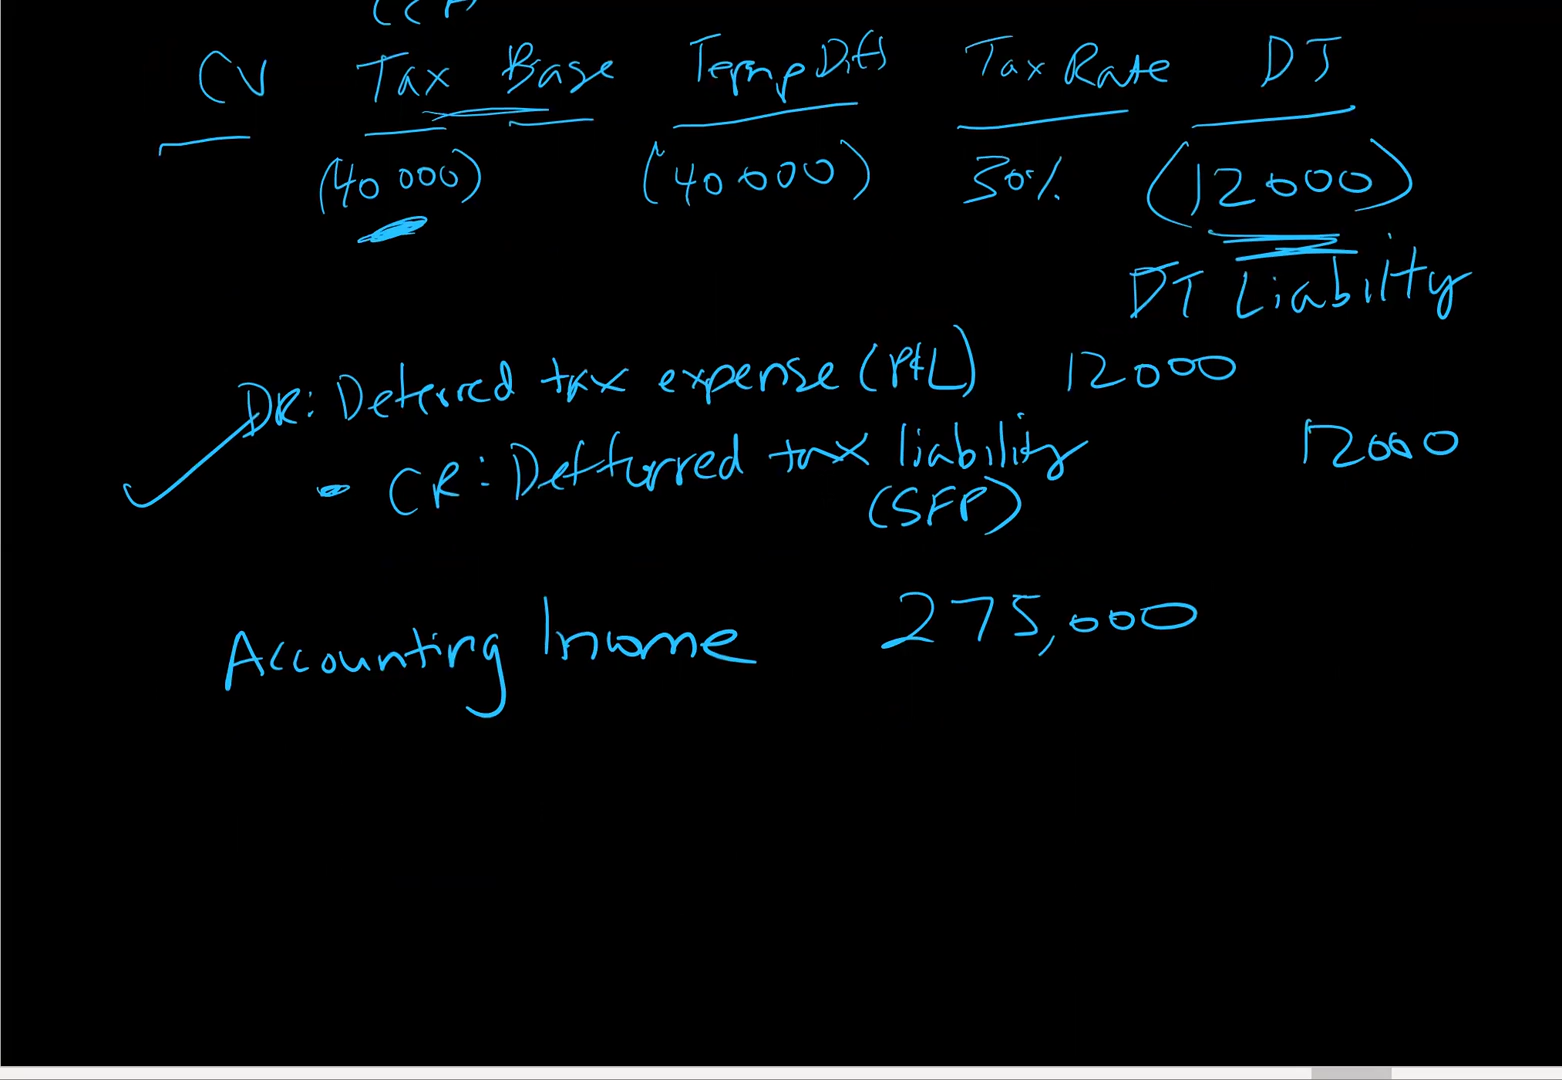 CV Tax Base Temp Diffs Tax Rate DT
(40 000) (40 000) 30% (12000)
DT Liability
DR: Deferred tax expense (P&L) 12000
CR: Defferred tax liability 12000
(SFP)
Accounting Income 275,000